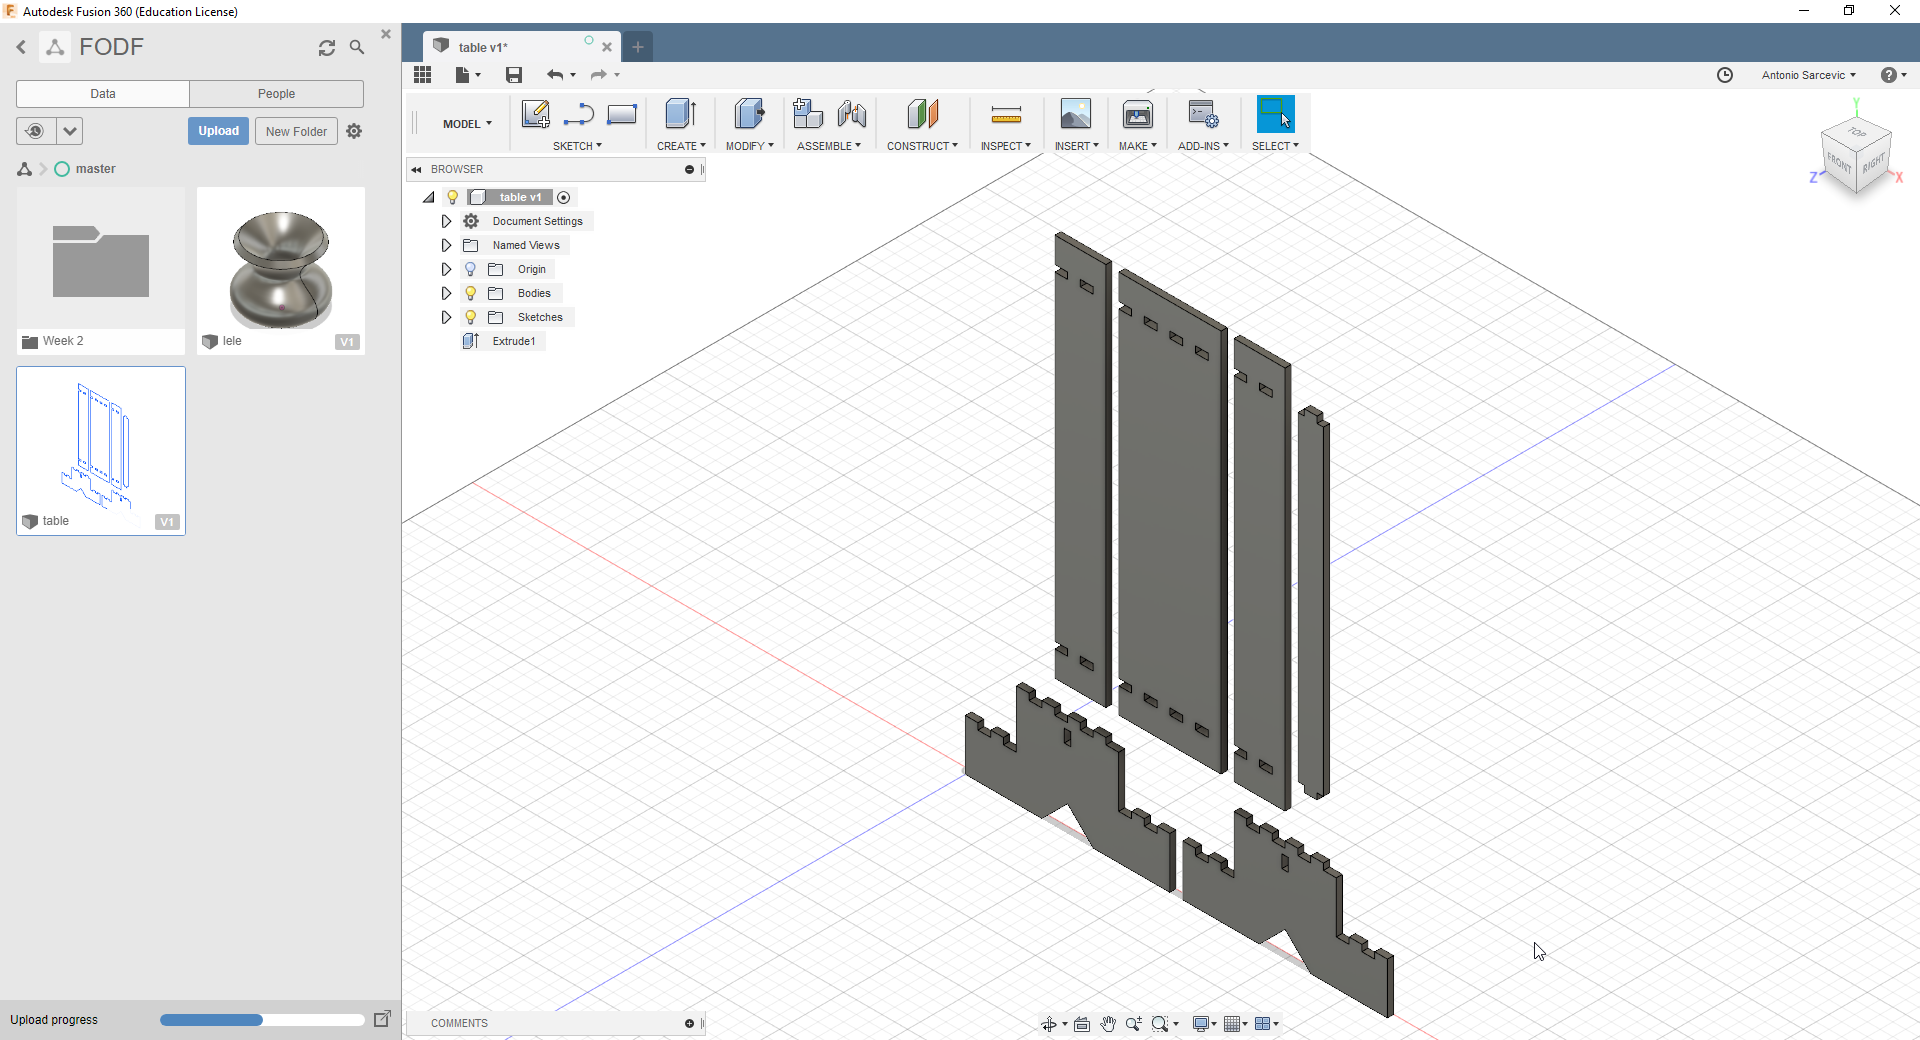 Autodesk Fusion 360 (Education License)
FODF
Data
People
Upload
New Folder
master
Week 2
lele
V1
table
V1
Upload progress
table v1*
Antonio Sarcevic
MODEL
SKETCH
CREATE
MODIFY
ASSEMBLE
CONSTRUCT
INSPECT
INSERT
MAKE
ADD-INS
SELECT
BROWSER
table v1
Document Settings
Named Views
Origin
Bodies
Sketches
Extrude1
Y
TOP
FRONT
RIGHT
Z
X
COMMENTS